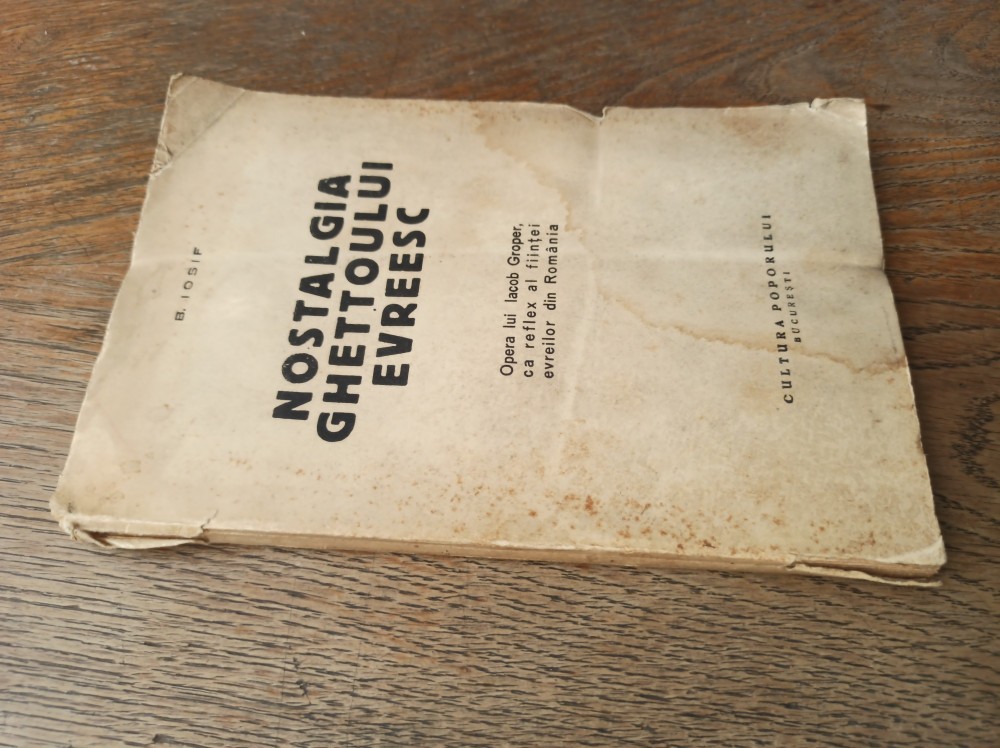 B. IOSIF
NOSTALGIA
GHETTOULUI
EVREESC
Opera lui Iacob Groper,
ca reflex al ființei
evreilor din România
CULTURA POPORULUI
BUCUREȘTI